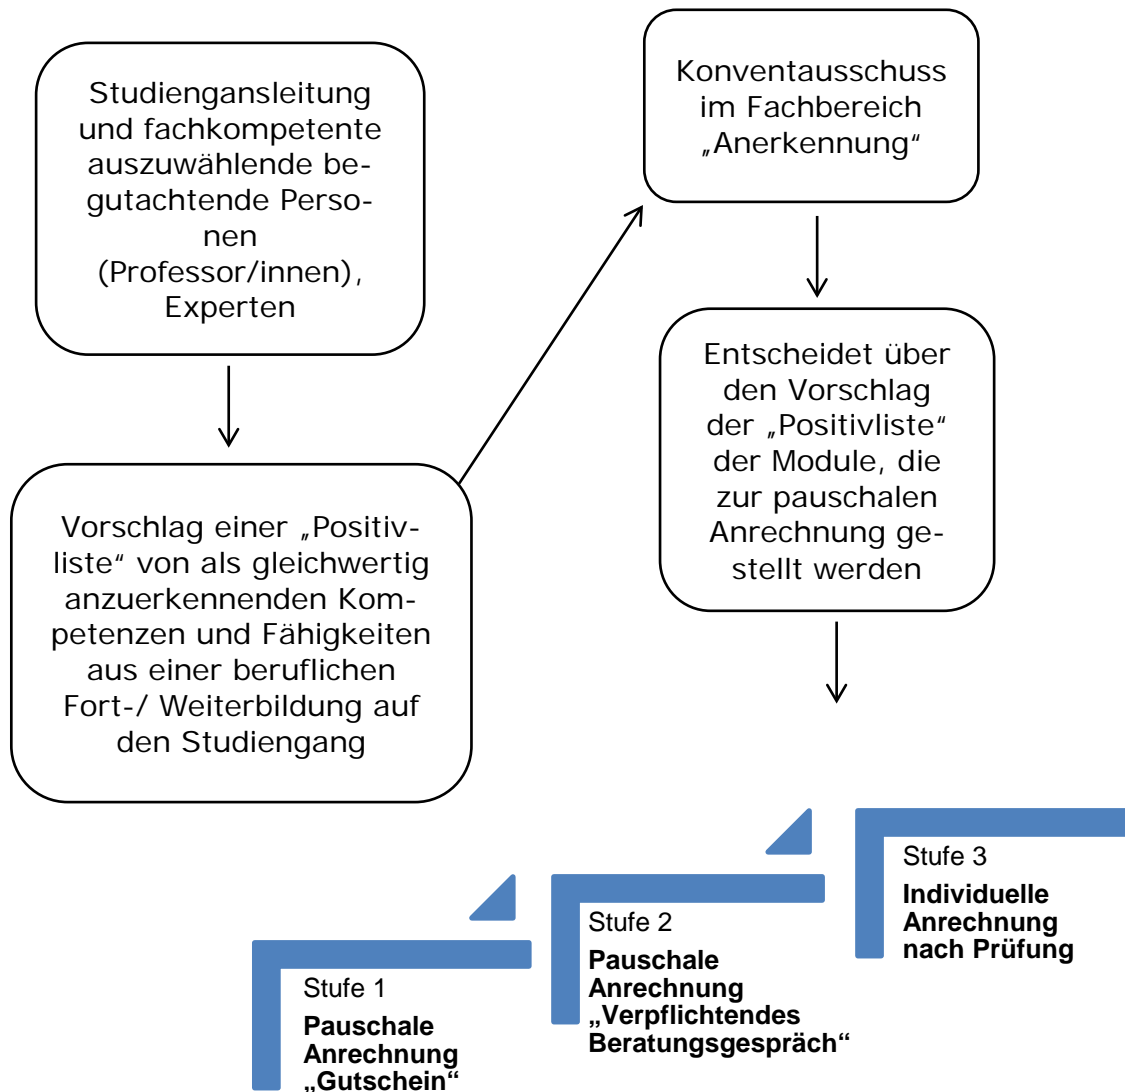 Studiengansleitung
und fachkompetente
auszuwählende be-
gutachtende Perso-
nen
(Professor/innen),
Experten
Vorschlag einer „Positiv-
liste“ von als gleichwertig
anzuerkennenden Kom-
petenzen und Fähigkeiten
aus einer beruflichen
Fort-/ Weiterbildung auf
den Studiengang
Konventausschuss
im Fachbereich
„Anerkennung“
Entscheidet über
den Vorschlag
der „Positivliste“
der Module, die
zur pauschalen
Anrechnung ge-
stellt werden
Stufe 1
Pauschale
Anrechnung
„Gutschein“
Stufe 2
Pauschale
Anrechnung
„Verpflichtendes
Beratungsgespräch“
Stufe 3
Individuelle
Anrechnung
nach Prüfung